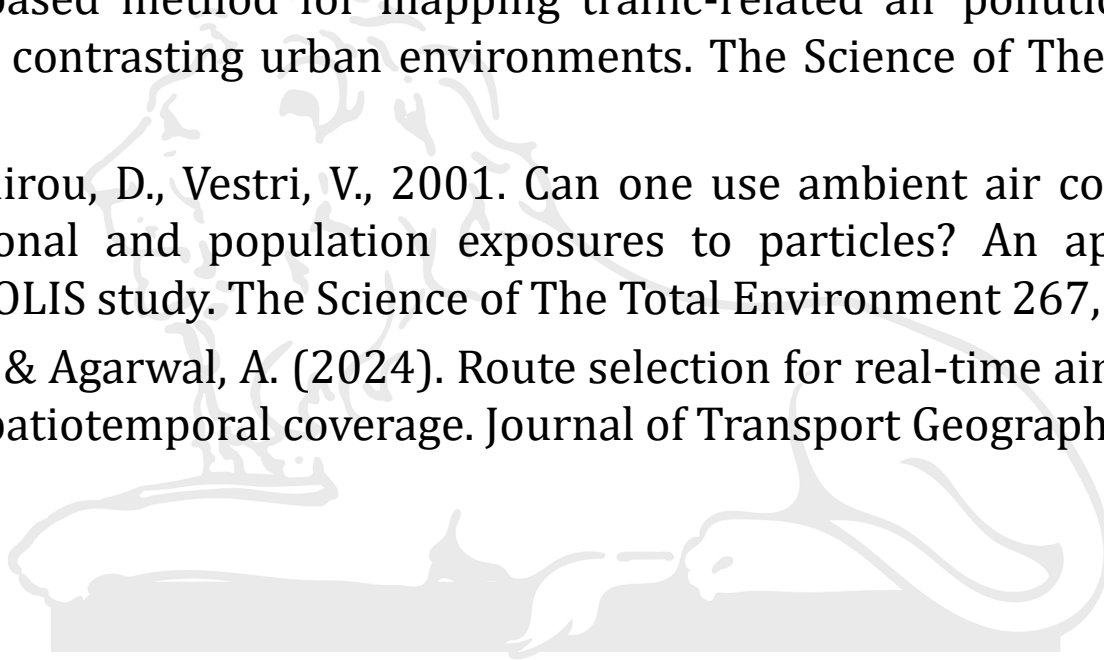 based method for mapping traffic-related air pollutio
contrasting urban environments. The Science of The
irou, D., Vestri, V., 2001. Can one use ambient air co
onal and population exposures to particles? An ap
OLIS study. The Science of The Total Environment 267,
& Agarwal, A. (2024). Route selection for real-time air
patiotemporal coverage. Journal of Transport Geograph